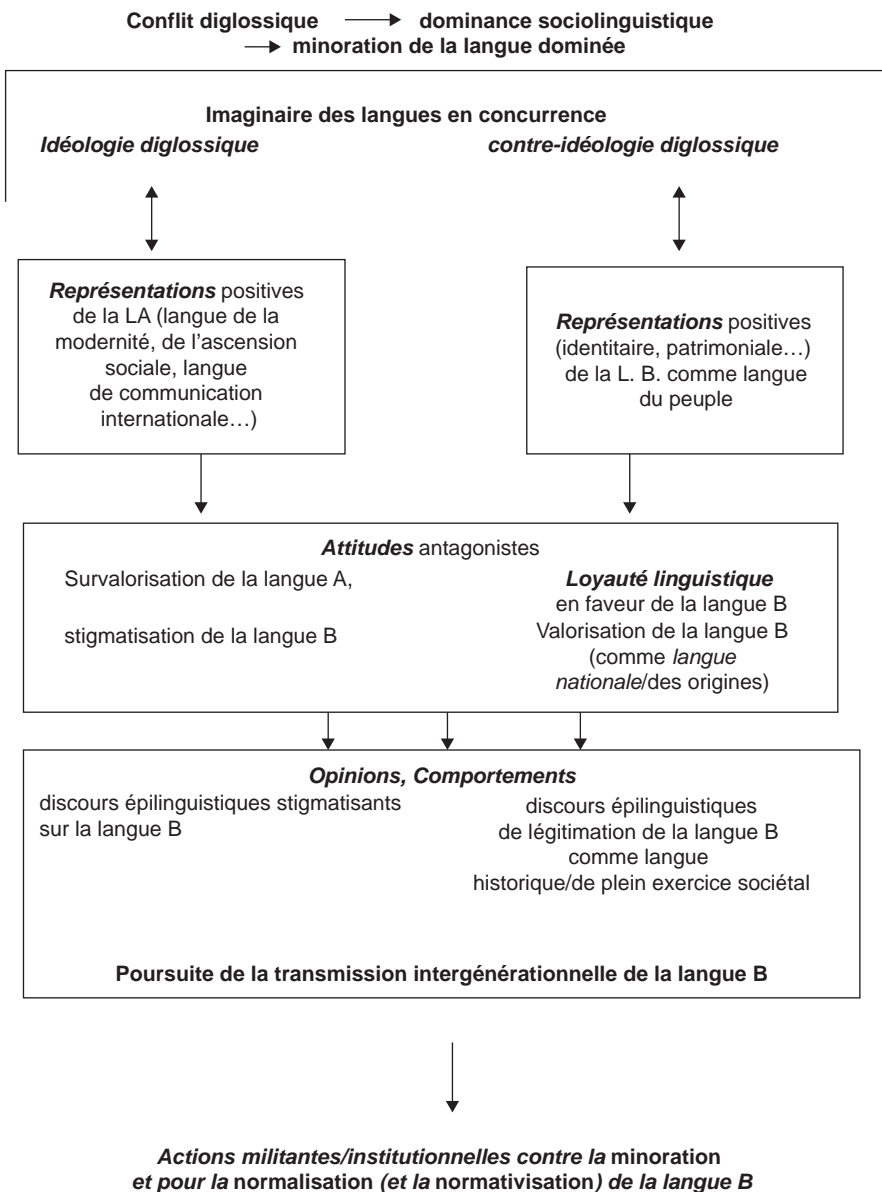 Conflit diglossique → dominance sociolinguistique
→ minoration de la langue dominée
Imaginaire des langues en concurrence
Idéologie diglossique
contre-idéologie diglossique
Représentations positives
de la LA (langue de la
modernité, de l'ascension
sociale, langue
de communication
internationale…)
Représentations positives
(identitaire, patrimoniale…)
de la L. B. comme langue
du peuple
Attitudes antagonistes
Survalorisation de la langue A,
stigmatisation de la langue B
Loyauté linguistique
en faveur de la langue B
Valorisation de la langue B
(comme langue
nationale/des origines)
Opinions, Comportements
discours épilinguistiques stigmatisants
sur la langue B
discours épilinguistiques
de légitimation de la langue B
comme langue
historique/de plein exercice sociétal
Poursuite de la transmission intergénérationnelle de la langue B
Actions militantes/institutionnelles contre la minoration
et pour la normalisation (et la normativisation) de la langue B